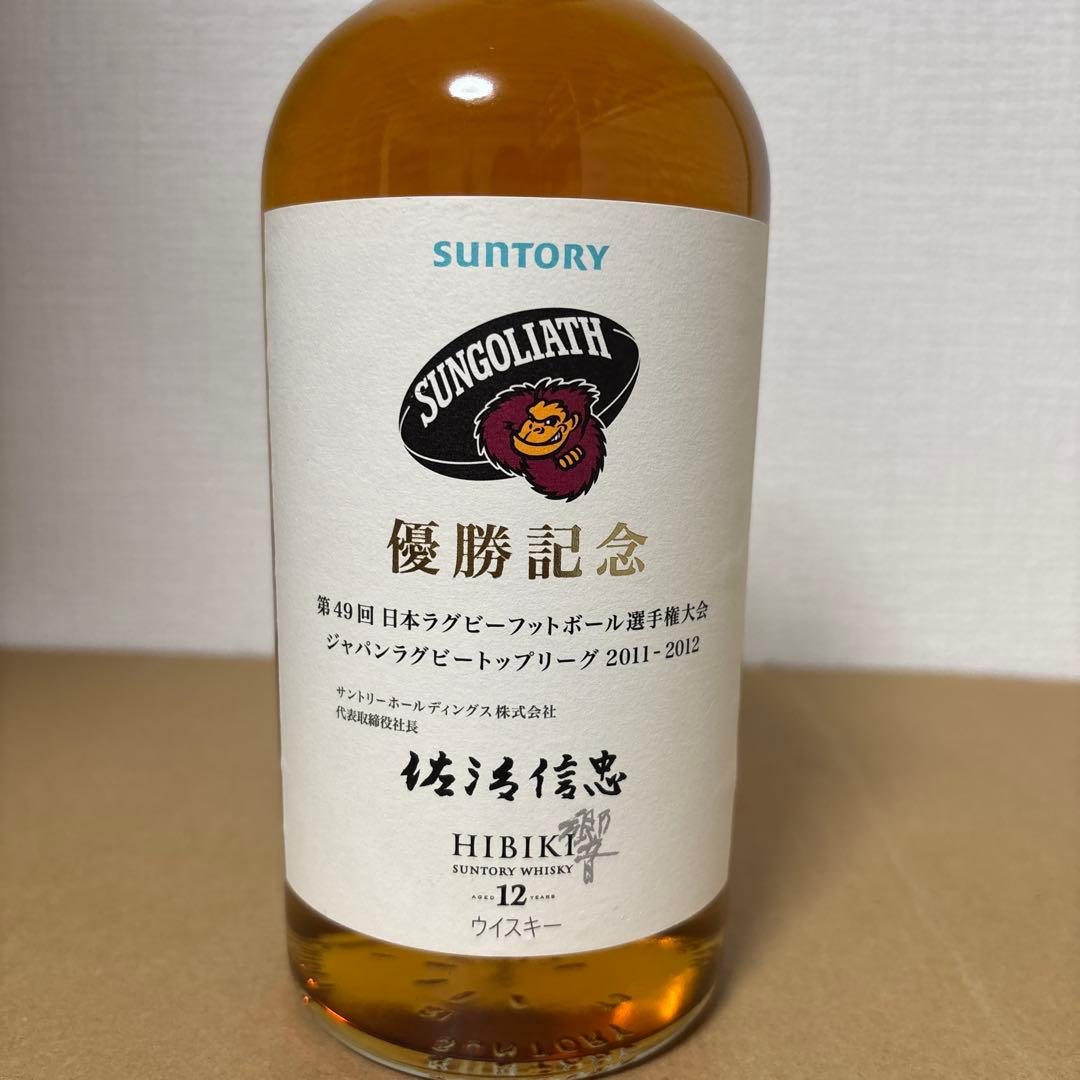 SUNTORY
SUNGOLIATH
優勝記念
第49回 日本ラグビーフットボール選手権大会
ジャパンラグビートップリーグ 2011-2012
サントリーホールディングス株式会社
代表取締役社長
佐治信忠
HIBIKI 響
SUNTORY WHISKY
AGED 12 YEARS
ウイスキー
SUNTORY